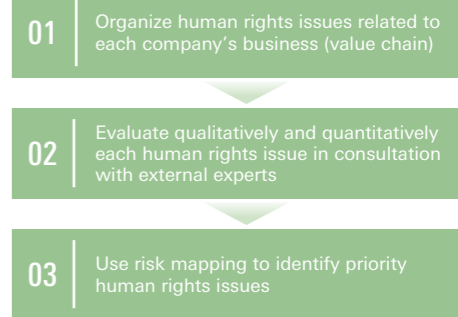 01
Organize human rights issues related to
each company's business (value chain)
02
Evaluate qualitatively and quantitatively
each human rights issue in consultation
with external experts
03
Use risk mapping to identify priority
human rights issues